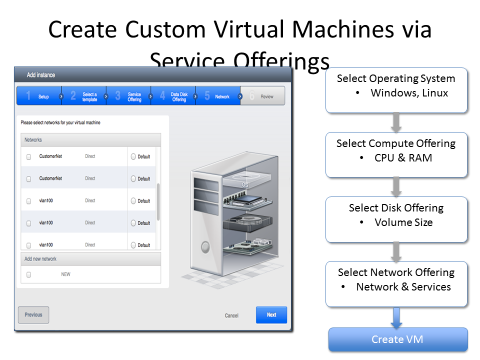 Create Custom Virtual Machines via
Service Offerings
Add instance
1 Setup
2 Select a template
3 Service Offering
4 Data Disk Offering
5 Network
Review
Please select networks for your virtual machine
Networks
CustomerNet Direct Default
CustomerNet Direct Default
vlan100 Direct Default
vlan100 Direct Default
vlan100 Direct Default
Add new network
NEW
Previous
Cancel
Next
Select Operating System
• Windows, Linux
Select Compute Offering
• CPU & RAM
Select Disk Offering
• Volume Size
Select Network Offering
• Network & Services
Create VM